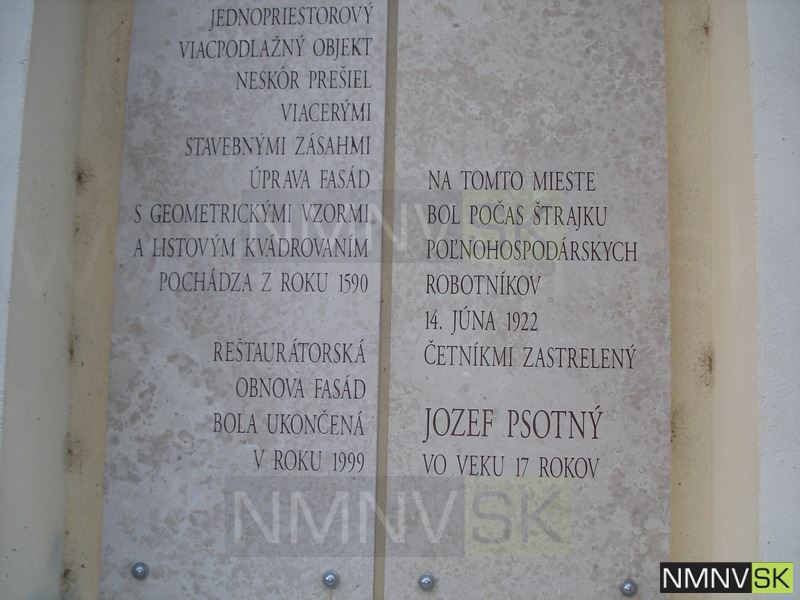 JEDNOPRIESTOROVÝ
VIACPODLAŽNÝ OBJEKT
NESKÔR PREŠIEL
VIACERÝMI
STAVEBNÝMI ZÁSAHMI
ÚPRAVA FASÁD
S GEOMETRICKÝMI VZORMI
A LISTOVÝM KVÁDROVANÍM
POCHÁDZA Z ROKU 1590
REŠTAURÁTORSKÁ
OBNOVA FASÁD
BOLA UKONČENÁ
V ROKU 1999
NA TOMTO MIESTE
BOL POČAS ŠTRAJKU
POĽNOHOSPODÁRSKYCH
ROBOTNÍKOV
14. JÚNA 1922
ČETNÍKMI ZASTRELENÝ
JOZEF PSOTNÝ
VO VEKU 17 ROKOV
NMNVSK
NMNVSK
NMNVSK